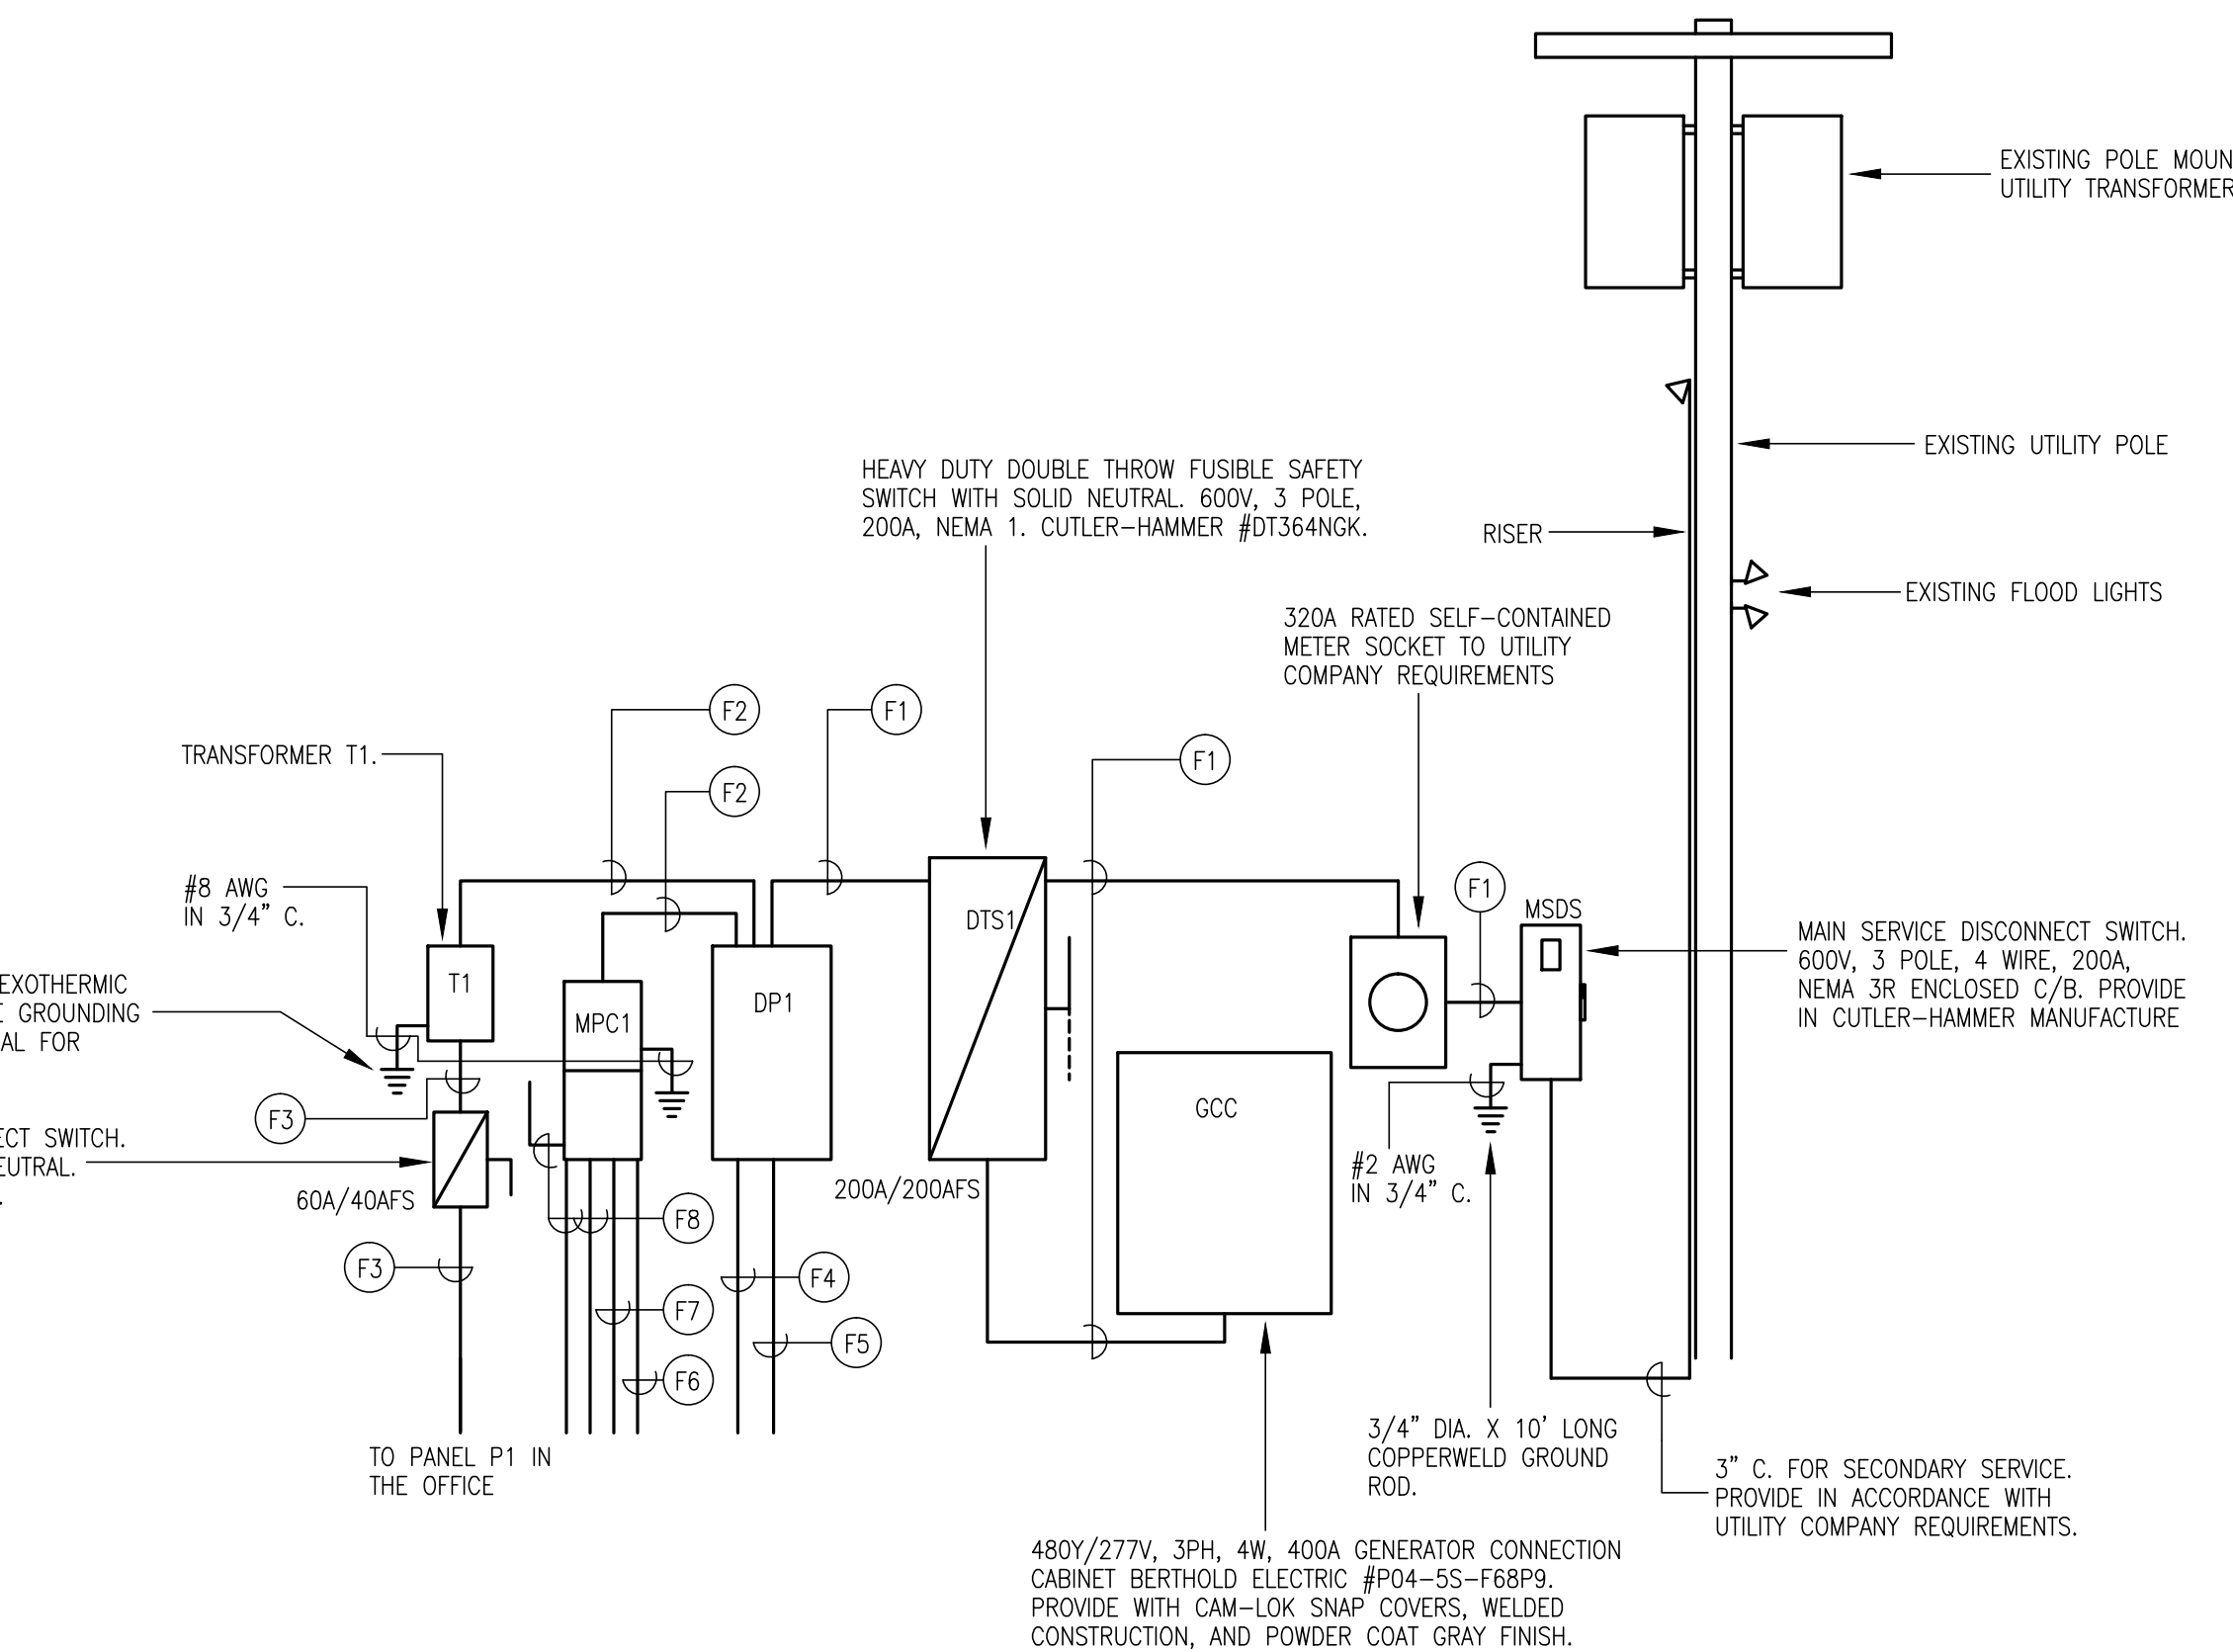 EXISTING POLE MOUN
UTILITY TRANSFORMER
EXISTING UTILITY POLE
HEAVY DUTY DOUBLE THROW FUSIBLE SAFETY
SWITCH WITH SOLID NEUTRAL. 600V, 3 POLE,
200A, NEMA 1. CUTLER-HAMMER #DT364NGK.
RISER
EXISTING FLOOD LIGHTS
320A RATED SELF-CONTAINED
METER SOCKET TO UTILITY
COMPANY REQUIREMENTS
F2
F1
TRANSFORMER T1.
F1
F2
#8 AWG
IN 3/4" C.
F1
MSDS
DTS1
MAIN SERVICE DISCONNECT SWITCH.
600V, 3 POLE, 4 WIRE, 200A,
NEMA 3R ENCLOSED C/B. PROVIDE
IN CUTLER-HAMMER MANUFACTURE
EXOTHERMIC
E GROUNDING
AL FOR
T1
MPC1
DP1
GCC
F3
ECT SWITCH.
EUTRAL.
.
60A/40AFS
200A/200AFS
#2 AWG
IN 3/4" C.
F8
F3
F4
F7
F5
F6
TO PANEL P1 IN
THE OFFICE
3/4" DIA. X 10' LONG
COPPERWELD GROUND
ROD.
3" C. FOR SECONDARY SERVICE.
PROVIDE IN ACCORDANCE WITH
UTILITY COMPANY REQUIREMENTS.
480Y/277V, 3PH, 4W, 400A GENERATOR CONNECTION
CABINET BERTHOLD ELECTRIC #P04-5S-F68P9.
PROVIDE WITH CAM-LOK SNAP COVERS, WELDED
CONSTRUCTION, AND POWDER COAT GRAY FINISH.